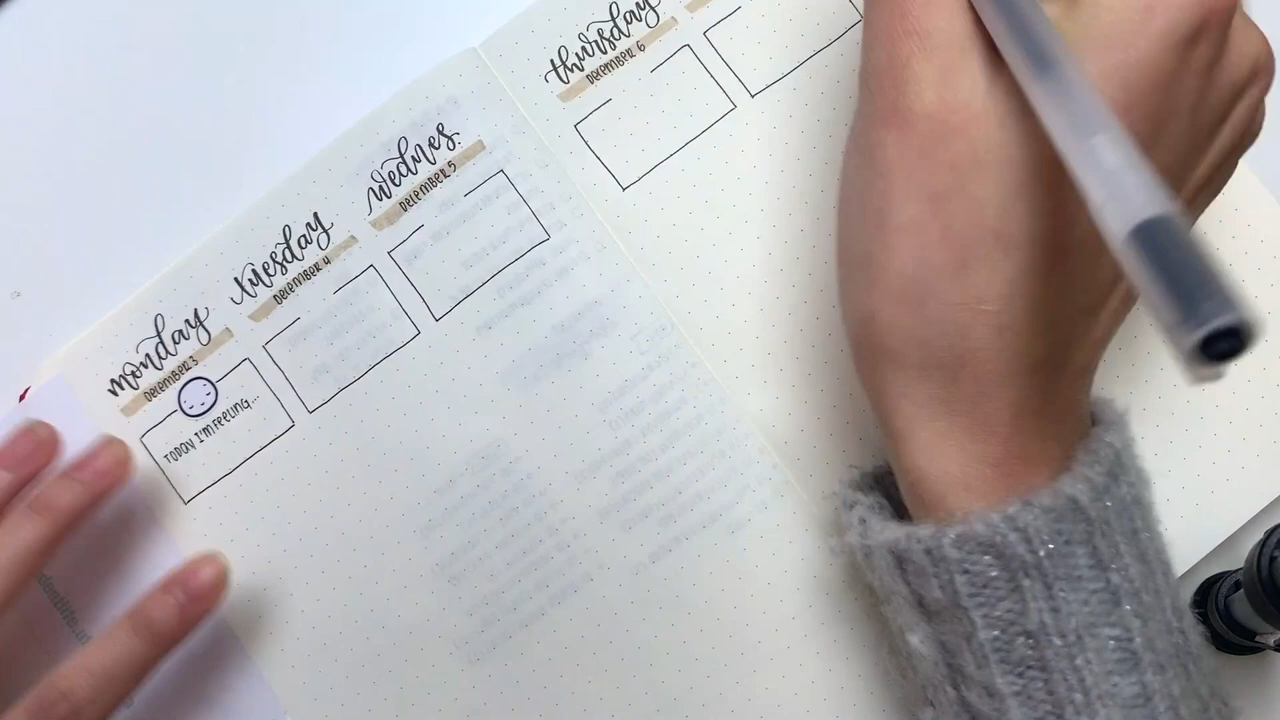 monday
DECEMBER 3
TODAY I'M FEELING...
tuesday
DECEMBER 4
wednes.
DECEMBER 5
thursday
DECEMBER 6